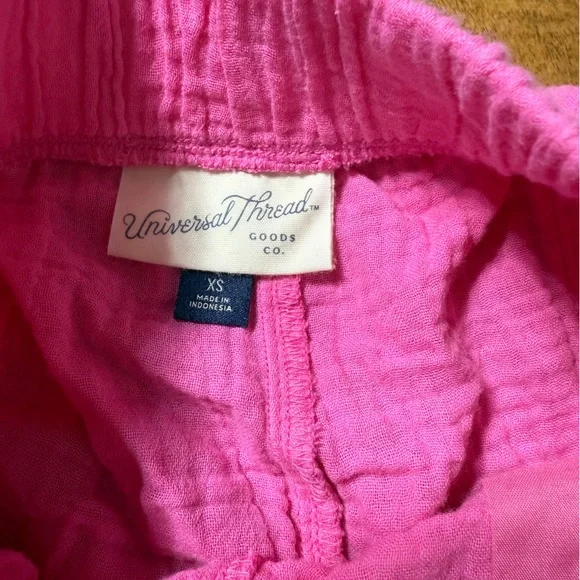 Universal Thread™
GOODS
CO.
XS
MADE IN
INDONESIA